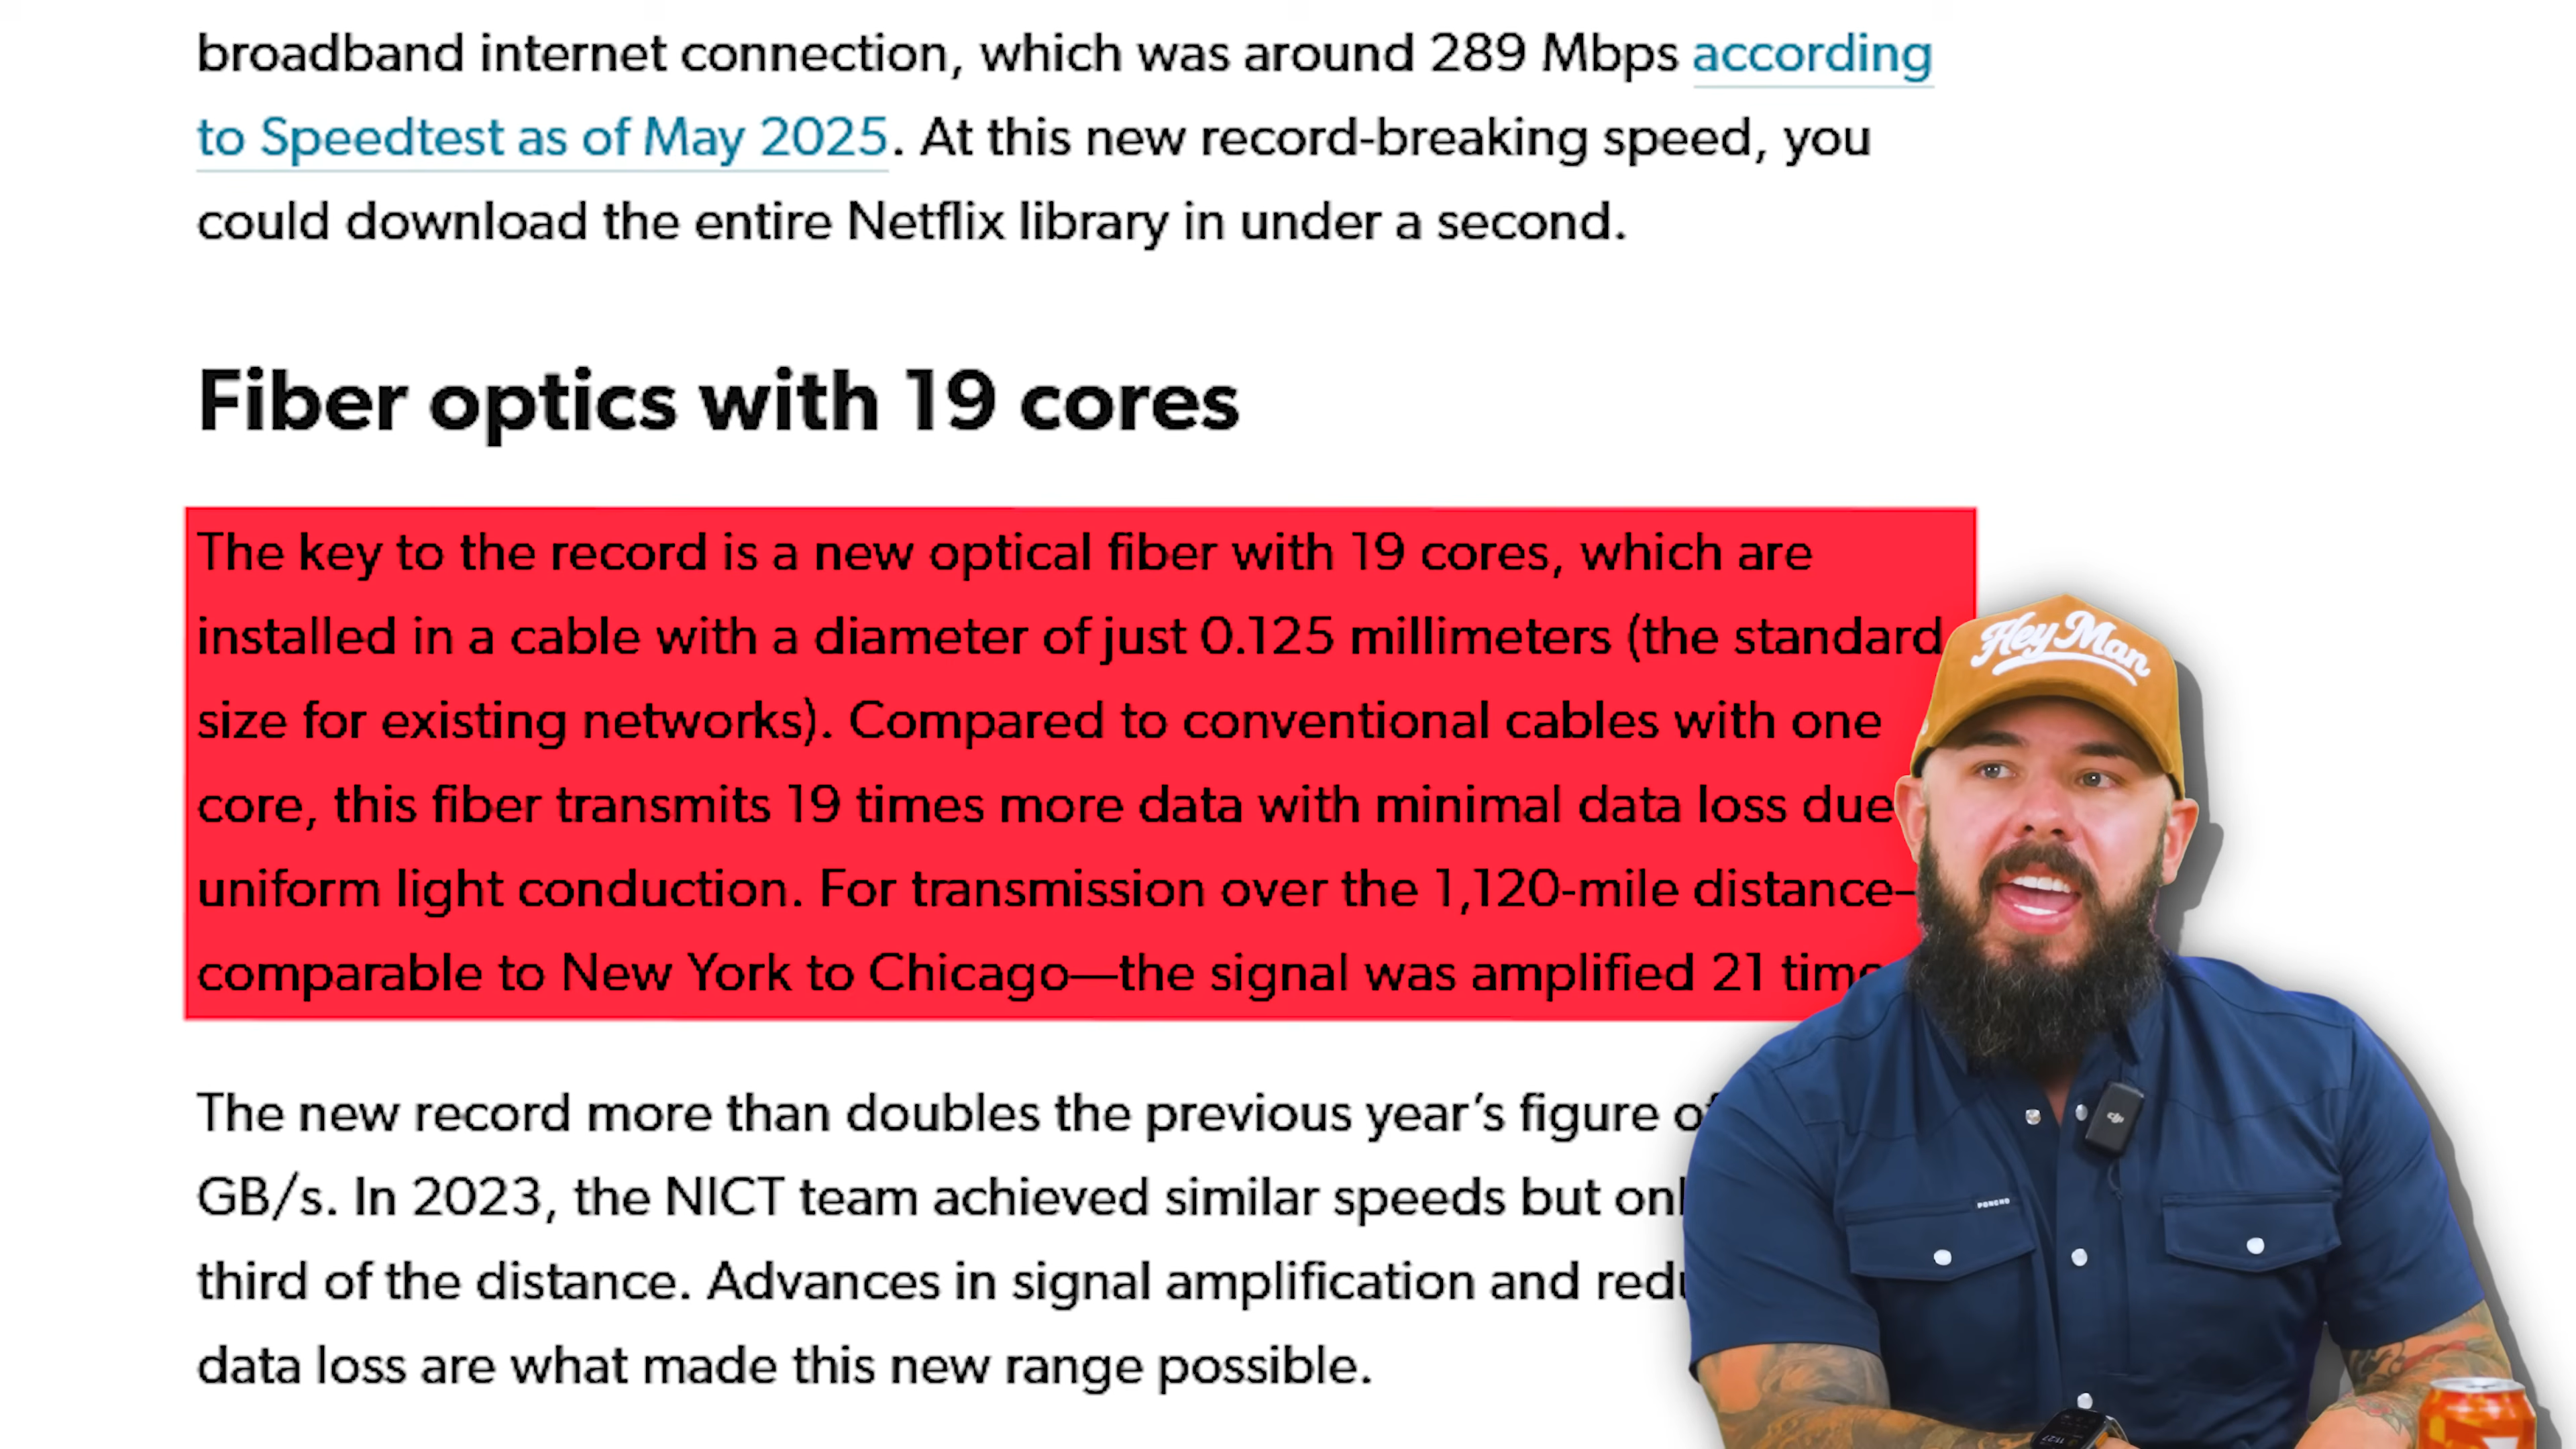 broadband internet connection, which was around 289 Mbps according
to Speedtest as of May 2025. At this new record-breaking speed, you
could download the entire Netflix library in under a second.
Fiber optics with 19 cores
The key to the record is a new optical fiber with 19 cores, which are
installed in a cable with a diameter of just 0.125 millimeters (the standard
size for existing networks). Compared to conventional cables with one
core, this fiber transmits 19 times more data with minimal data loss due
uniform light conduction. For transmission over the 1,120-mile distance—
comparable to New York to Chicago—the signal was amplified 21
The new record more than doubles the previous year's figure
GB/s. In 2023, the NICT team achieved similar speeds but
third of the distance. Advances in signal amplification and
data loss are what made this new range possible.
Hey Man
dji
PONCHO